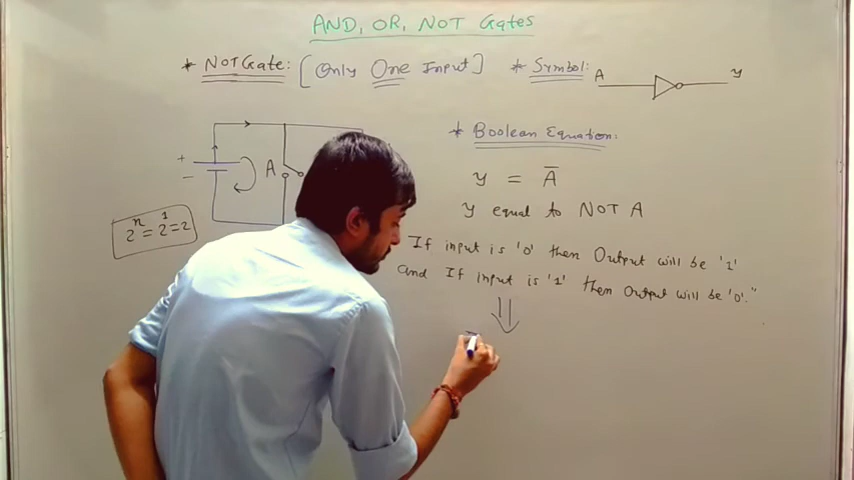 AND, OR, NOT Gates
* NOT Gate: [Only One Input] * Symbol: A y
* Boolean Equation:
+
-
A
y = A̅
2ⁿ = 2¹ = 2
y equal to NOT A
If input is '0' then Output will be '1'
and If input is '1' then Output will be '0'."